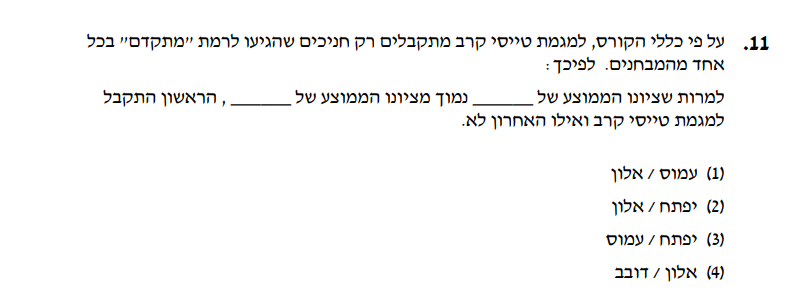 11. על פי כללי הקורס, למגמת טייסי קרב מתקבלים רק חניכים שהגיעו לרמת "מתקדם" בכל
אחד מהמבחנים. לפיכך:
למרות שציונו הממוצע של ______ נמוך מציונו הממוצע של ______ , הראשון התקבל
למגמת טייסי קרב ואילו האחרון לא.
(1) עמוס / אלון
(2) יפתח / אלון
(3) יפתח / עמוס
(4) אלון / דובב